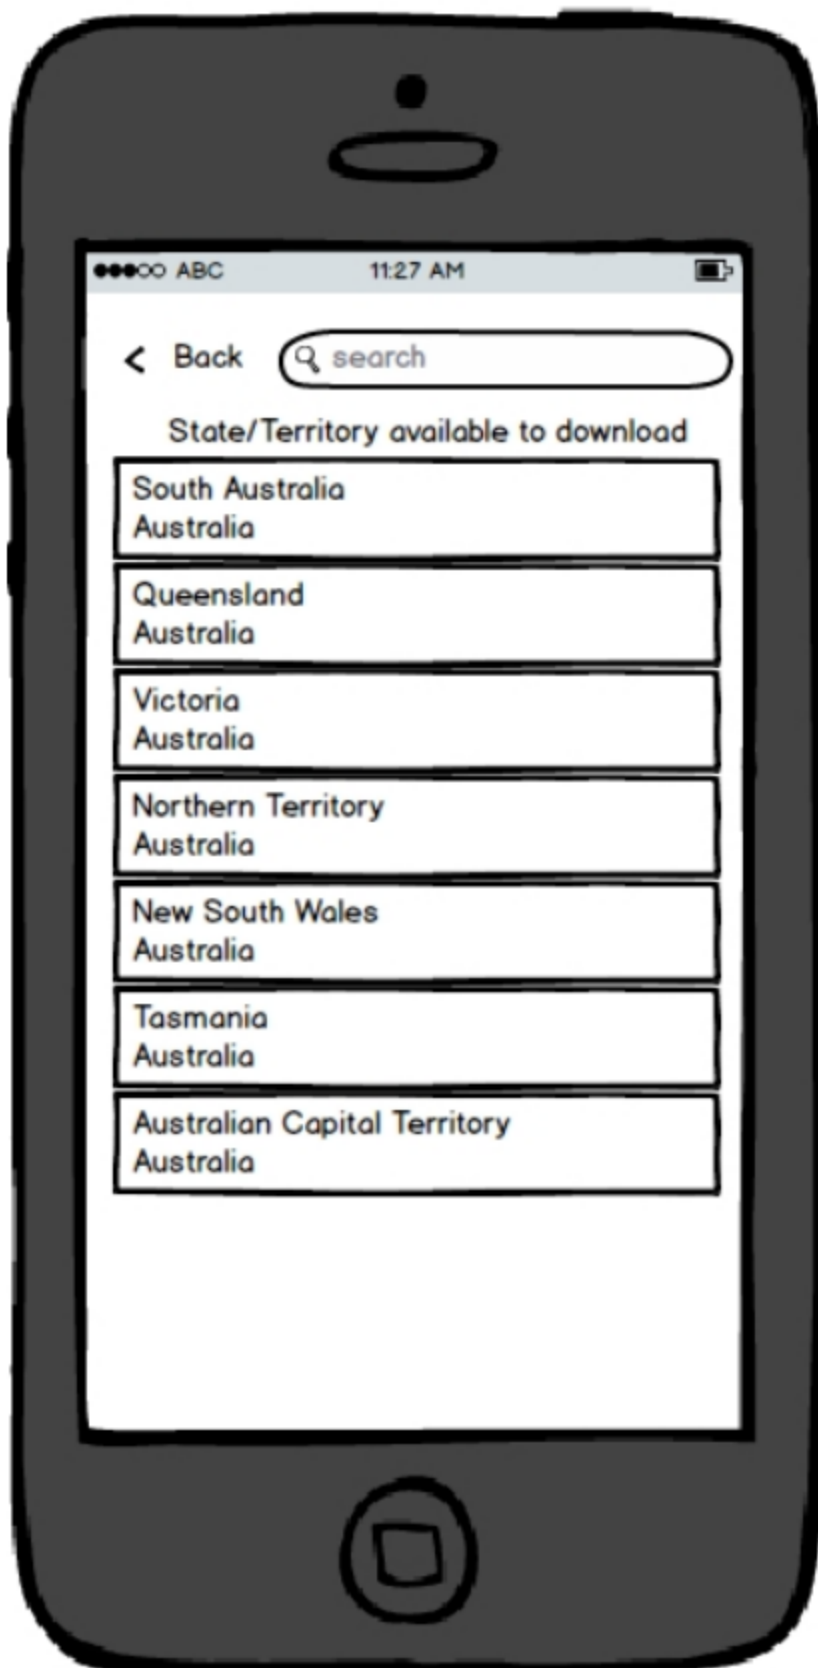 ABC 11:27 AM
Back search
State/Territory available to download
South Australia
Australia
Queensland
Australia
Victoria
Australia
Northern Territory
Australia
New South Wales
Australia
Tasmania
Australia
Australian Capital Territory
Australia